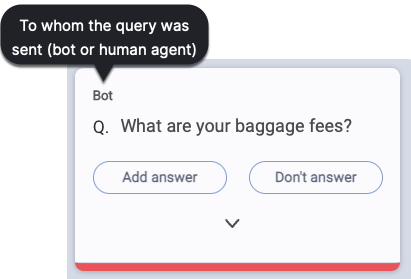 To whom the query was
sent (bot or human agent)
Bot
Q. What are your baggage fees?
Add answer
Don't answer